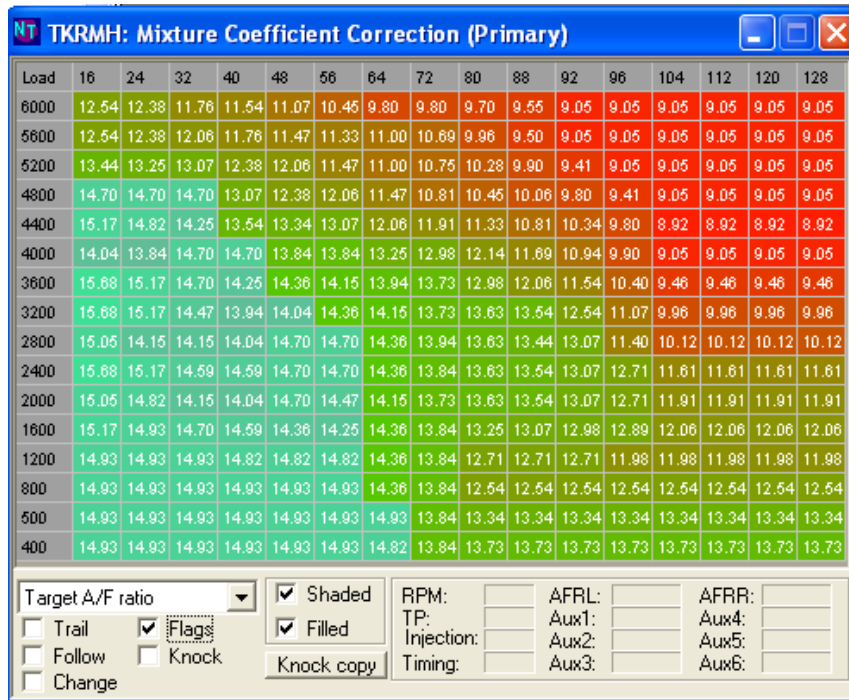 NT TKRMH: Mixture Coefficient Correction (Primary)
Load 16 24 32 40 48 56 64 72 80 88 92 96 104 112 120 128
6000 12.54 12.38 11.76 11.54 11.07 10.45 9.80 9.80 9.70 9.55 9.05 9.05 9.05 9.05 9.05 9.05
5600 12.54 12.38 12.06 11.76 11.47 11.33 11.00 10.69 9.96 9.50 9.05 9.05 9.05 9.05 9.05 9.05
5200 13.44 13.25 13.07 12.38 12.06 11.47 11.00 10.75 10.28 9.90 9.41 9.05 9.05 9.05 9.05 9.05
4800 14.70 14.70 14.70 13.07 12.38 12.06 11.47 10.81 10.45 10.06 9.80 9.41 9.05 9.05 9.05 9.05
4400 15.17 14.82 14.25 13.54 13.34 13.07 12.06 11.91 11.33 10.81 10.34 9.80 8.92 8.92 8.92 8.92
4000 14.04 13.84 14.70 14.70 13.84 13.84 13.25 12.98 12.14 11.69 10.94 9.90 9.05 9.05 9.05 9.05
3600 15.68 15.17 14.70 14.25 14.36 14.15 13.94 13.73 12.98 12.06 11.54 10.40 9.46 9.46 9.46 9.46
3200 15.68 15.17 14.47 13.94 14.04 14.36 14.15 13.73 13.63 13.54 12.54 11.07 9.96 9.96 9.96 9.96
2800 15.05 14.15 14.15 14.04 14.70 14.70 14.36 13.94 13.63 13.44 13.07 11.40 10.12 10.12 10.12 10.12
2400 15.68 15.17 14.59 14.59 14.70 14.70 14.36 13.84 13.63 13.54 13.07 12.71 11.61 11.61 11.61 11.61
2000 15.05 14.82 14.15 14.04 14.70 14.47 14.15 13.73 13.63 13.54 13.07 12.71 11.91 11.91 11.91 11.91
1600 15.17 14.93 14.70 14.59 14.36 14.25 14.36 13.84 13.25 13.07 12.98 12.89 12.06 12.06 12.06 12.06
1200 14.93 14.93 14.93 14.82 14.82 14.82 14.36 13.84 12.71 12.71 12.71 11.98 11.98 11.98 11.98 11.98
800 14.93 14.93 14.93 14.93 14.93 14.93 14.36 13.84 12.54 12.54 12.54 12.54 12.54 12.54 12.54 12.54
500 14.93 14.93 14.93 14.93 14.93 14.93 14.93 13.84 13.34 13.34 13.34 13.34 13.34 13.34 13.34 13.34
400 14.93 14.93 14.93 14.93 14.93 14.93 14.82 13.84 13.73 13.73 13.73 13.73 13.73 13.73 13.73 13.73
Target A/F ratio Shaded RPM: AFRL: AFRR:
Trail Flags Filled TP: Aux1: Aux4:
Follow Knock Injection: Aux2: Aux5:
Change Knock copy Timing: Aux3: Aux6: